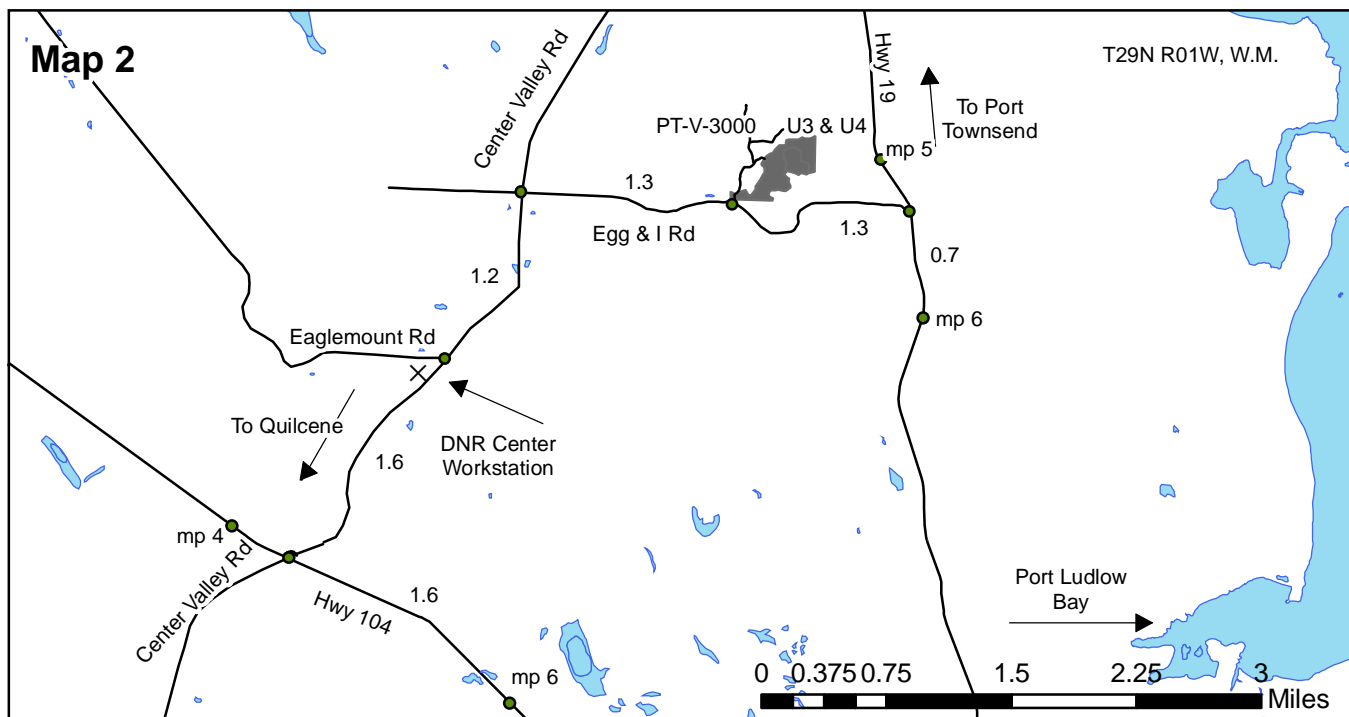 Map 2
Center Valley Rd
Hwy 19
T29N R01W, W.M.
To Port
Townsend
PT-V-3000
U3 & U4
mp 5
1.3
Egg & I Rd
1.3
0.7
1.2
mp 6
Eaglemount Rd
To Quilcene
DNR Center
Workstation
1.6
mp 4
Center Valley Rd
Hwy 104
1.6
mp 6
Port Ludlow
Bay
0 0.375 0.75 1.5 2.25 3
Miles